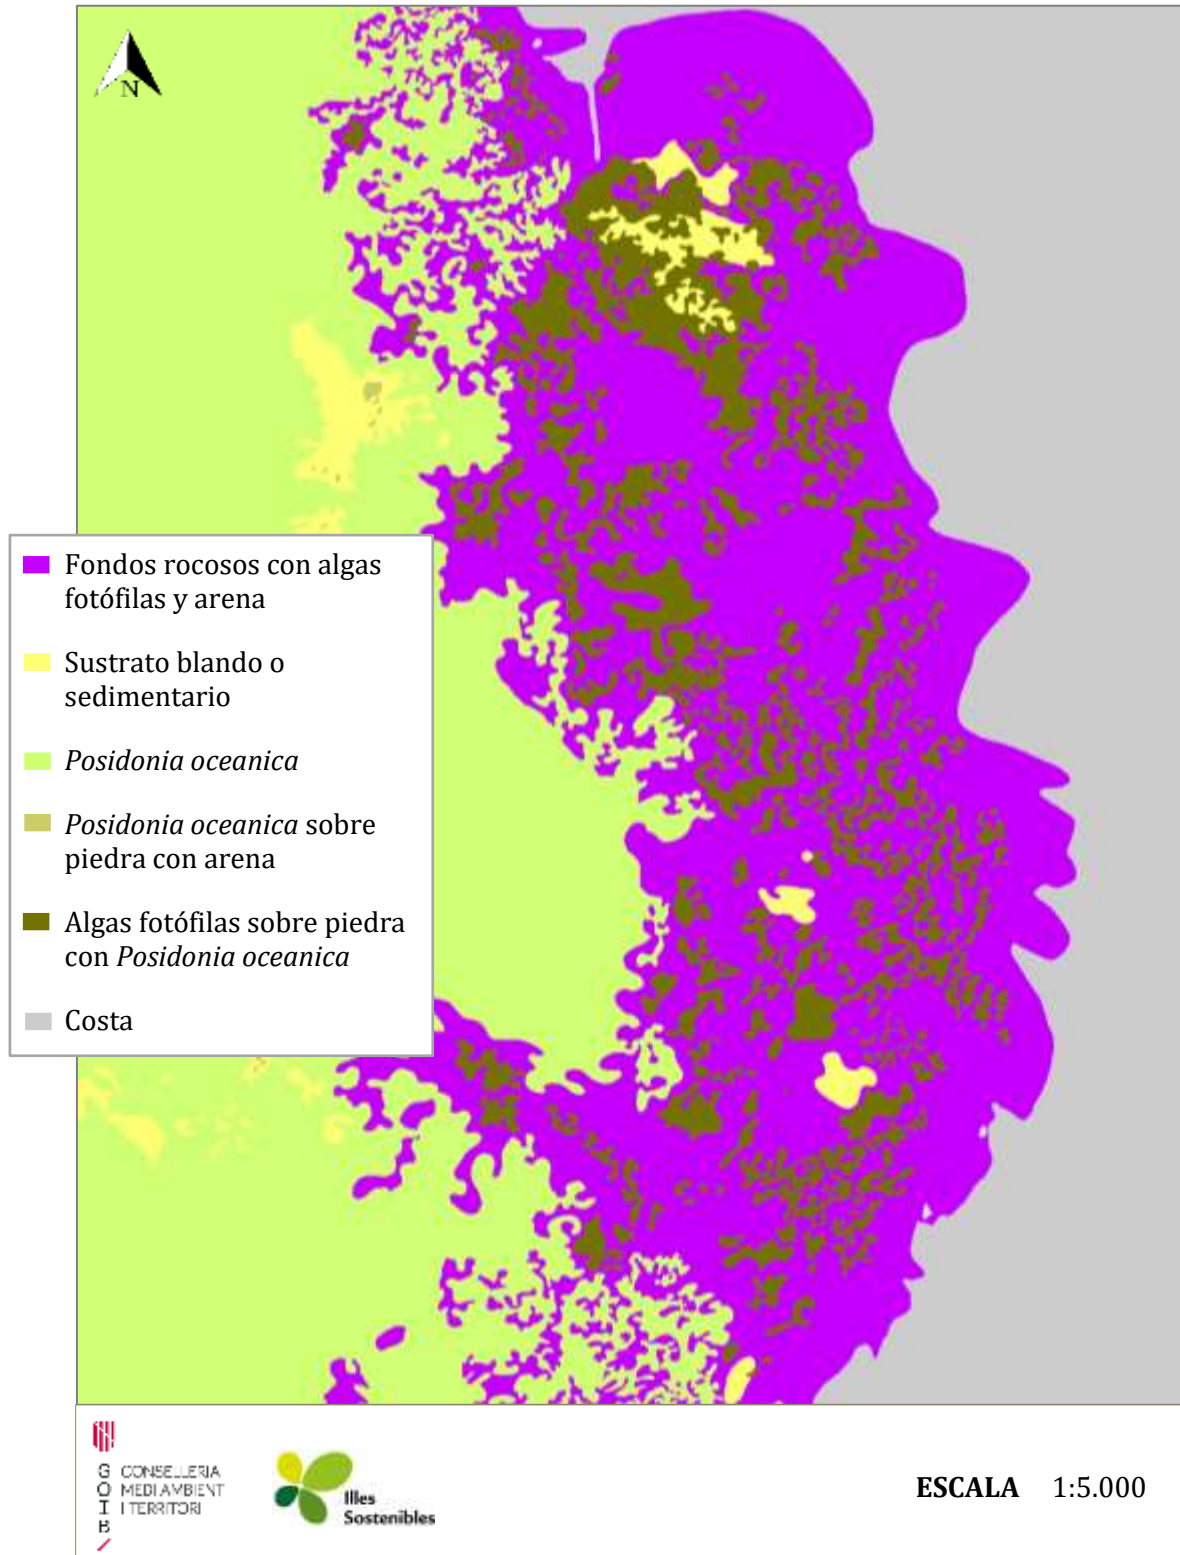 N
Fondos rocosos con algas
fotófilas y arena
Sustrato blando o
sedimentario
Posidonia oceanica
Posidonia oceanica sobre
piedra con arena
Algas fotófilas sobre piedra
con Posidonia oceanica
Costa
G CONSELLERIA
O MEDI AMBIENT
I I TERRITORI
B
/
Illes
Sostenibles
ESCALA 1:5.000